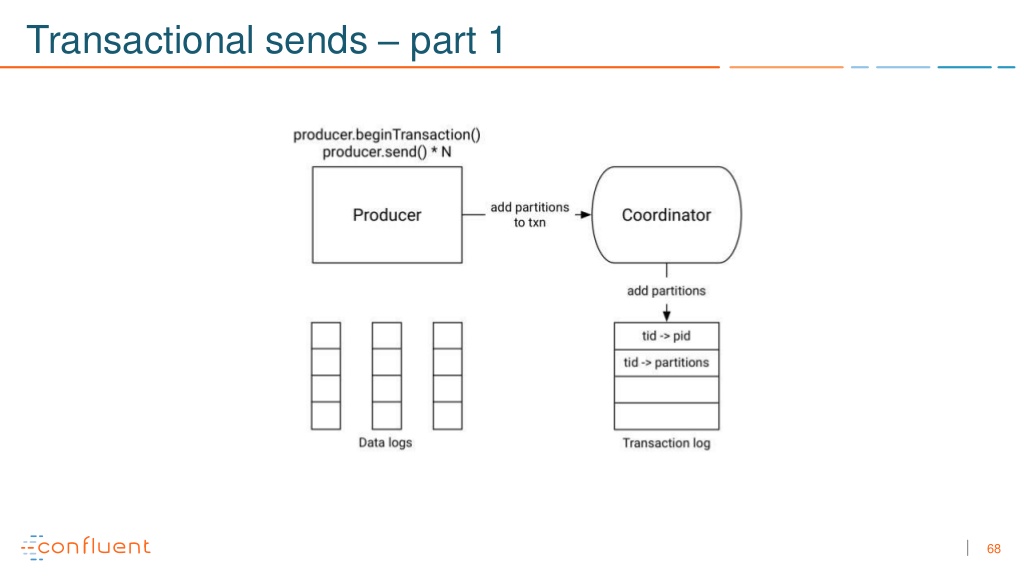 Transactional sends – part 1
producer.beginTransaction()
producer.send() * N
Producer
add partitions
to txn
Coordinator
add partitions
tid -> pid
tid -> partitions
Data logs
Transaction log
confluent
68